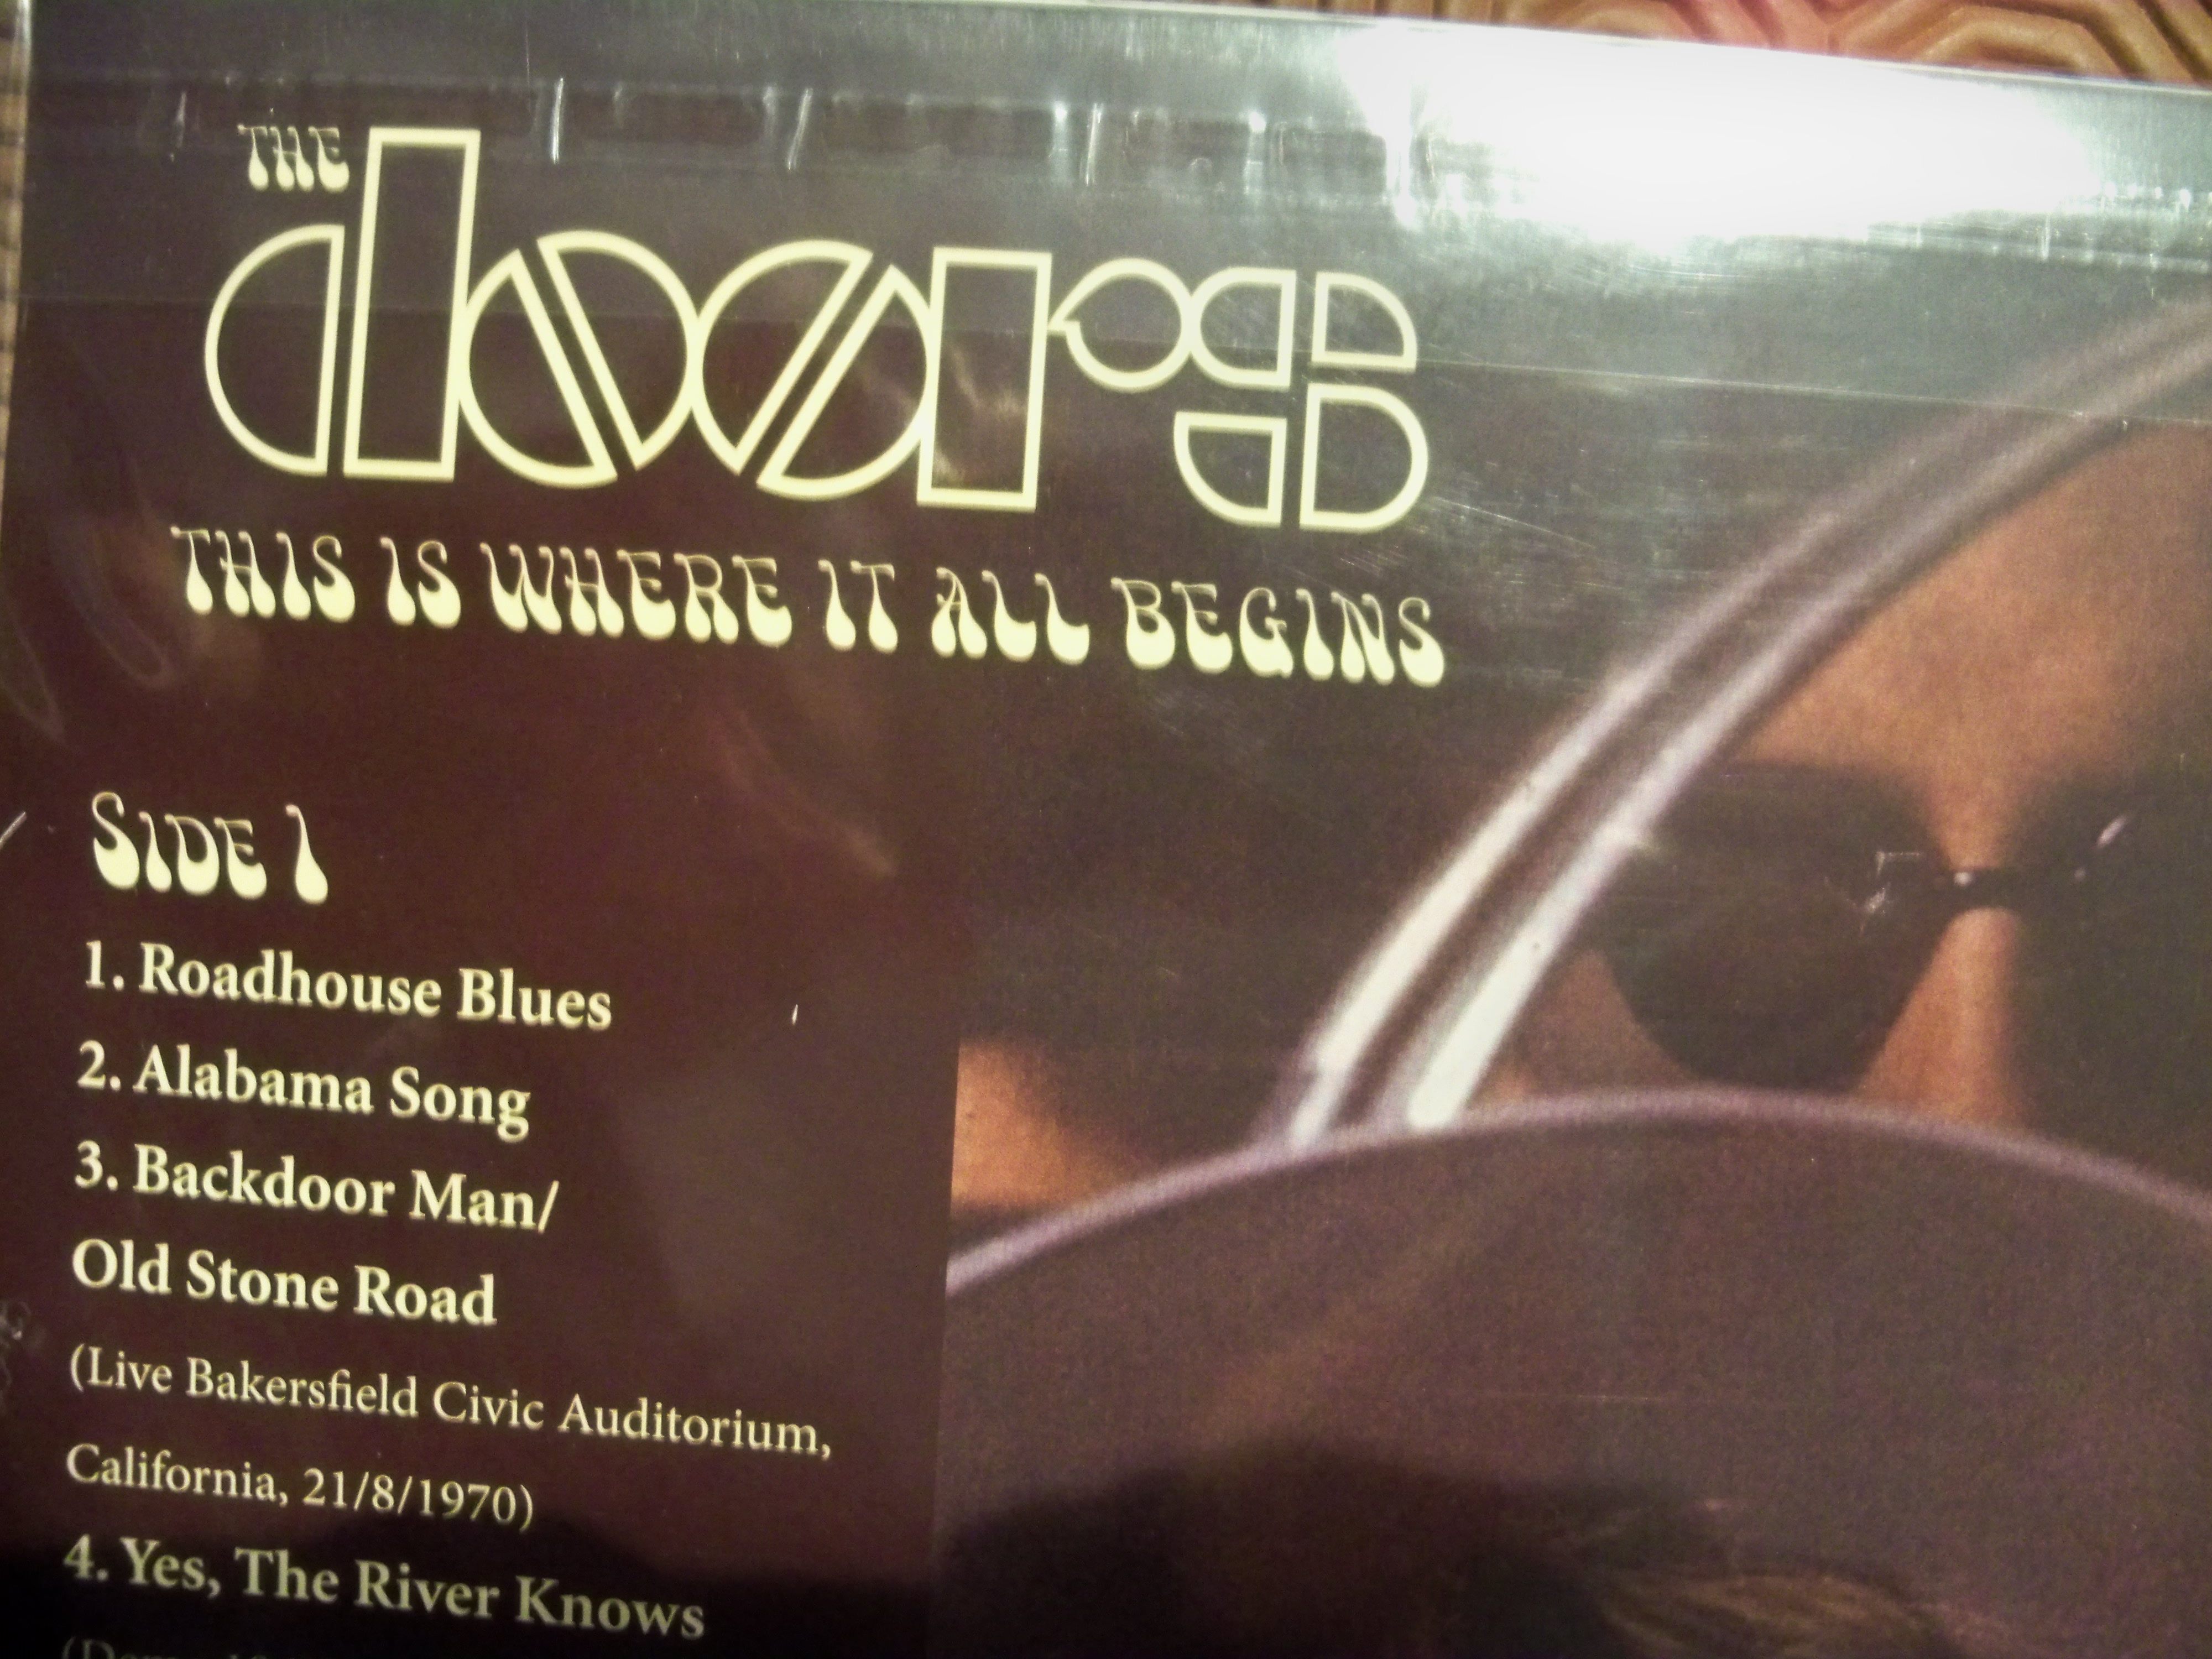 THE
doors
THIS IS WHERE IT ALL BEGINS
SIDE 1
1. Roadhouse Blues
2. Alabama Song
3. Backdoor Man/
Old Stone Road
(Live Bakersfield Civic Auditorium,
California, 21/8/1970)
4. Yes, The River Knows